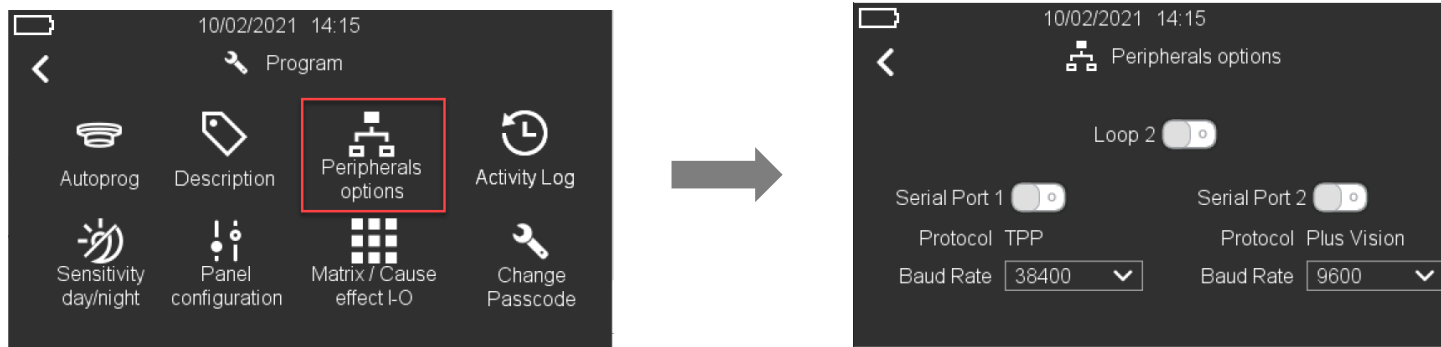 10/02/2021 14:15
Program
Autoprog
Description
Peripherals
options
Activity Log
Sensitivity
day/night
Panel
configuration
Matrix / Cause
effect I-O
Change
Passcode
10/02/2021 14:15
Peripherals options
Loop 2
Serial Port 1
Serial Port 2
Protocol TPP
Protocol Plus Vision
Baud Rate 38400
Baud Rate 9600